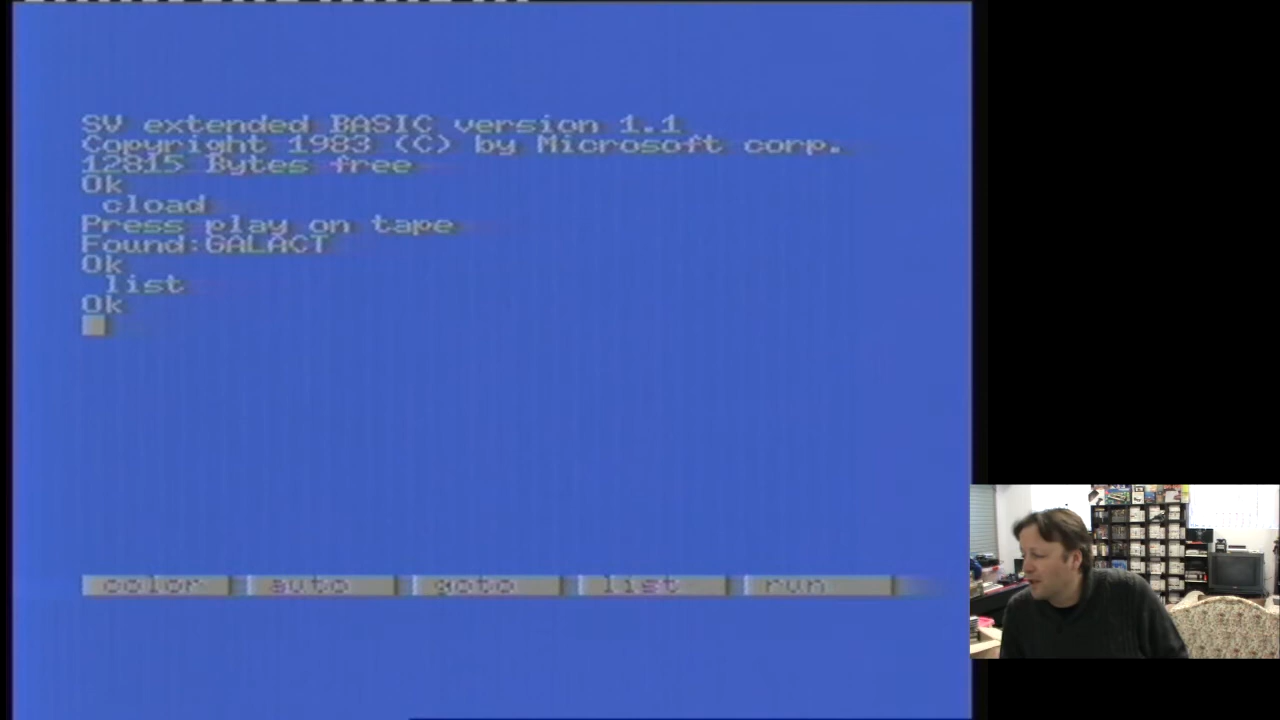 SV extended BASIC version 1.1
Copyright 1983 (C) by Microsoft corp.
12815 Bytes free
Ok
cload
Press play on tape
Found:GALACT
Ok
list
Ok
color auto goto list run